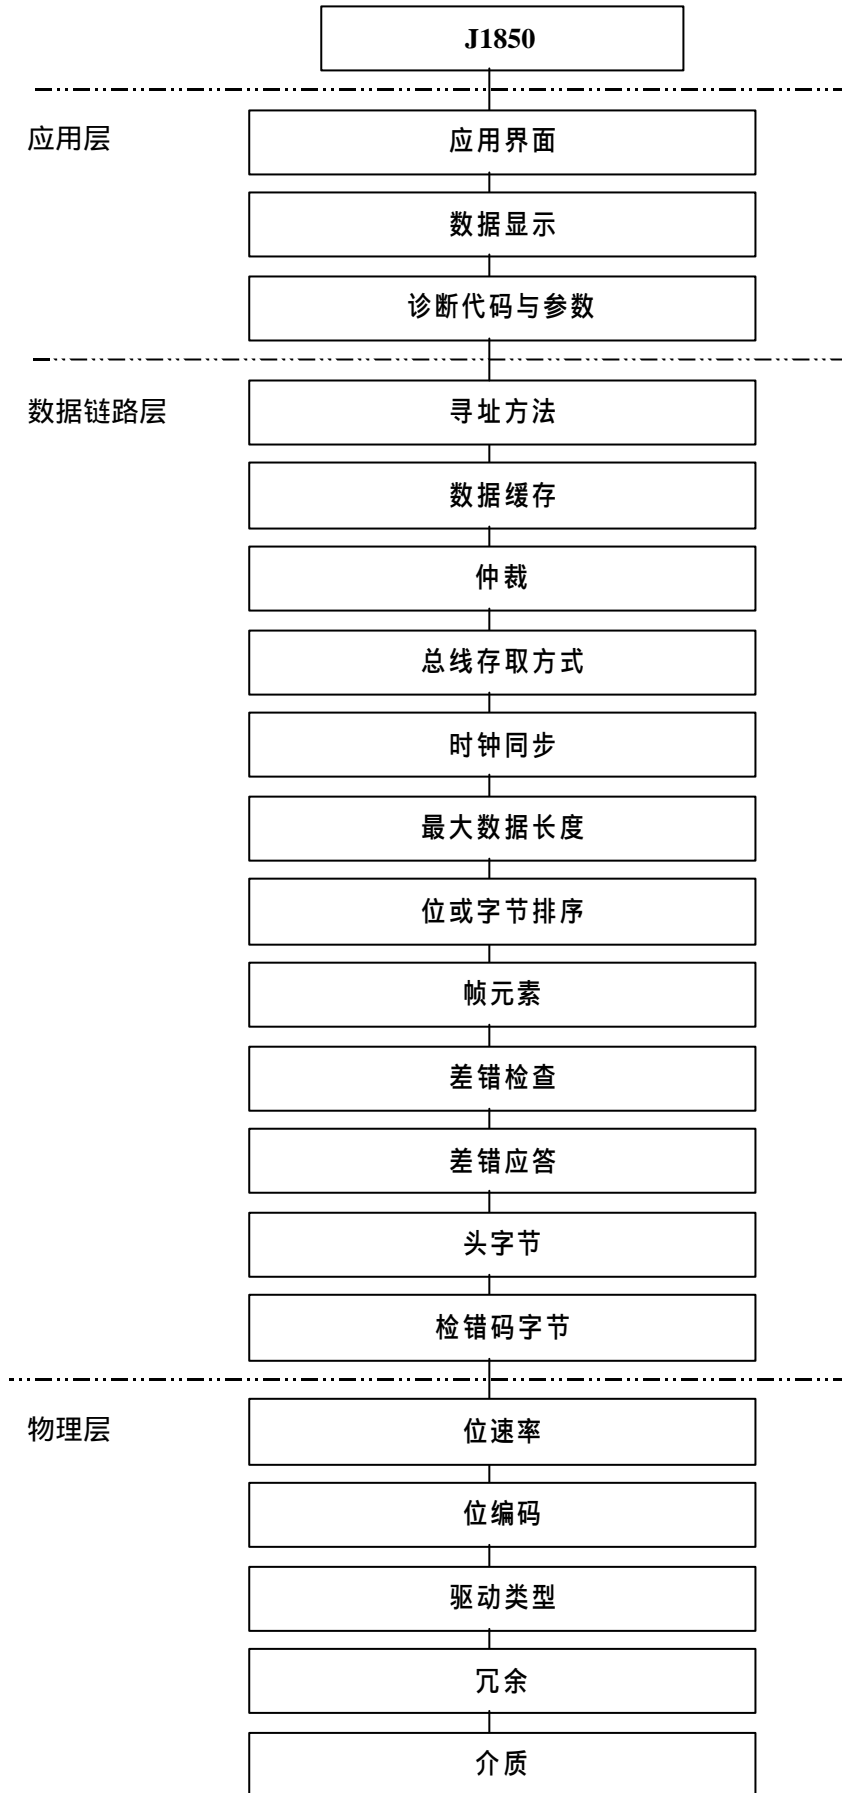 J1850
应用层
应用界面
数据显示
诊断代码与参数
数据链路层
寻址方法
数据缓存
仲裁
总线存取方式
时钟同步
最大数据长度
位或字节排序
帧元素
差错检查
差错应答
头字节
检错码字节
物理层
位速率
位编码
驱动类型
冗余
介质